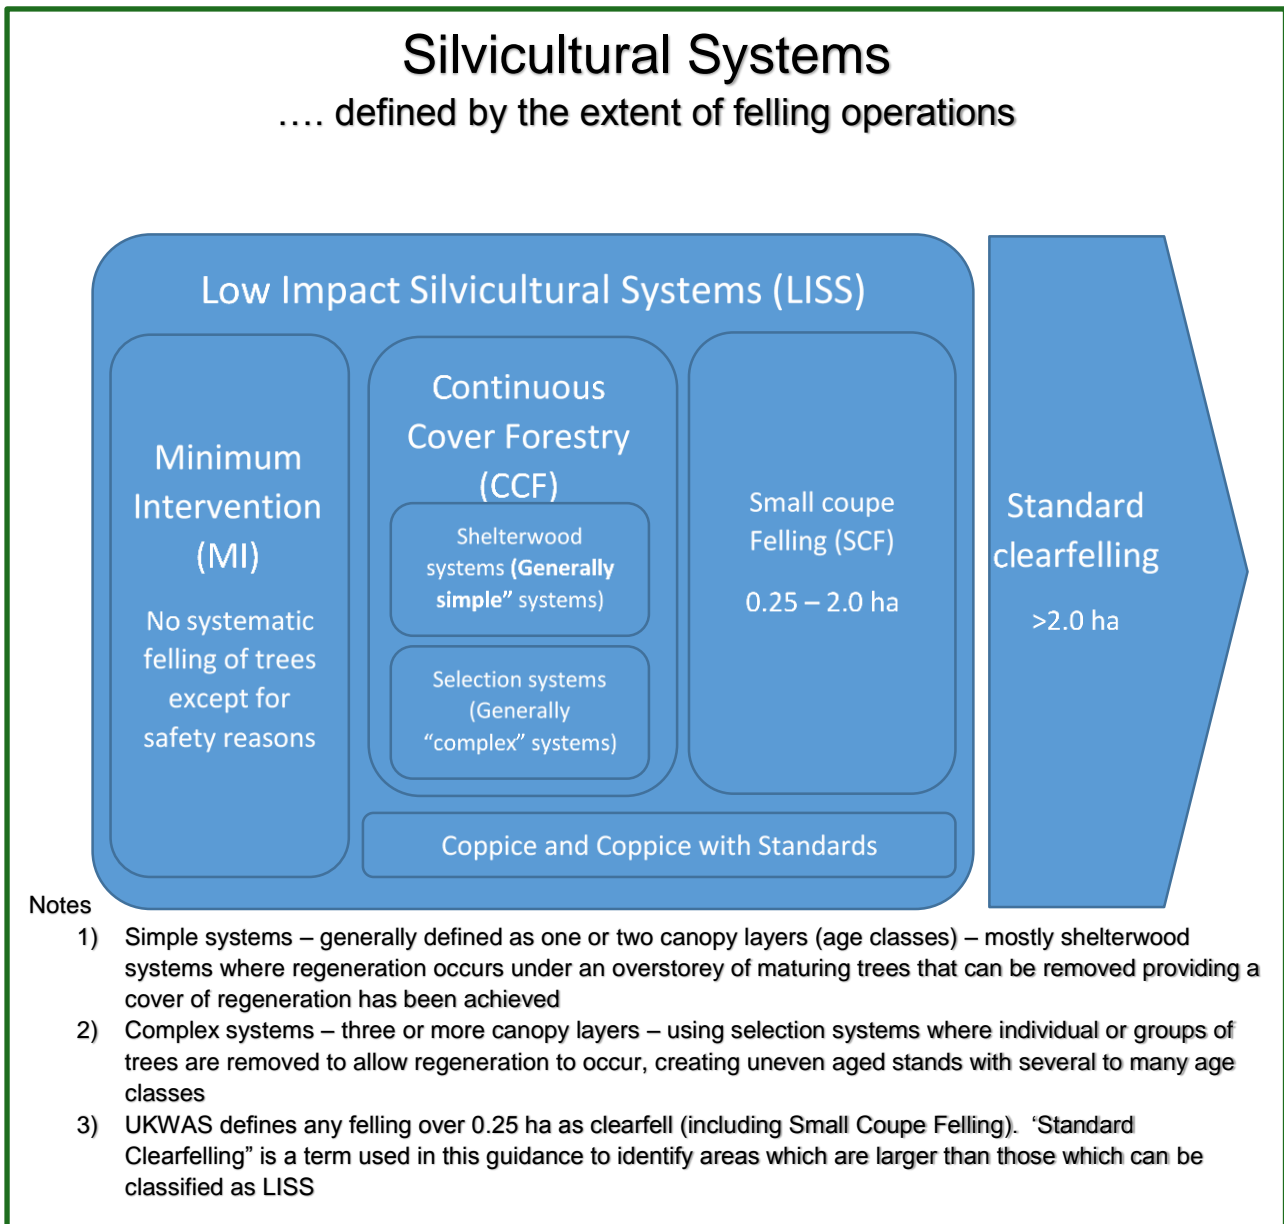 Silvicultural Systems
…. defined by the extent of felling operations
Low Impact Silvicultural Systems (LISS)
Minimum
Intervention
(MI)
No systematic
felling of trees
except for
safety reasons
Continuous
Cover Forestry
(CCF)
Shelterwood
systems (Generally
simple” systems)
Selection systems
(Generally
“complex” systems)
Small coupe
Felling (SCF)
0.25 – 2.0 ha
Coppice and Coppice with Standards
Standard
clearfelling
>2.0 ha
Notes
1) Simple systems – generally defined as one or two canopy layers (age classes) – mostly shelterwood
systems where regeneration occurs under an overstorey of maturing trees that can be removed providing a
cover of regeneration has been achieved
2) Complex systems – three or more canopy layers – using selection systems where individual or groups of
trees are removed to allow regeneration to occur, creating uneven aged stands with several to many age
classes
3) UKWAS defines any felling over 0.25 ha as clearfell (including Small Coupe Felling). ‘Standard
Clearfelling” is a term used in this guidance to identify areas which are larger than those which can be
classified as LISS